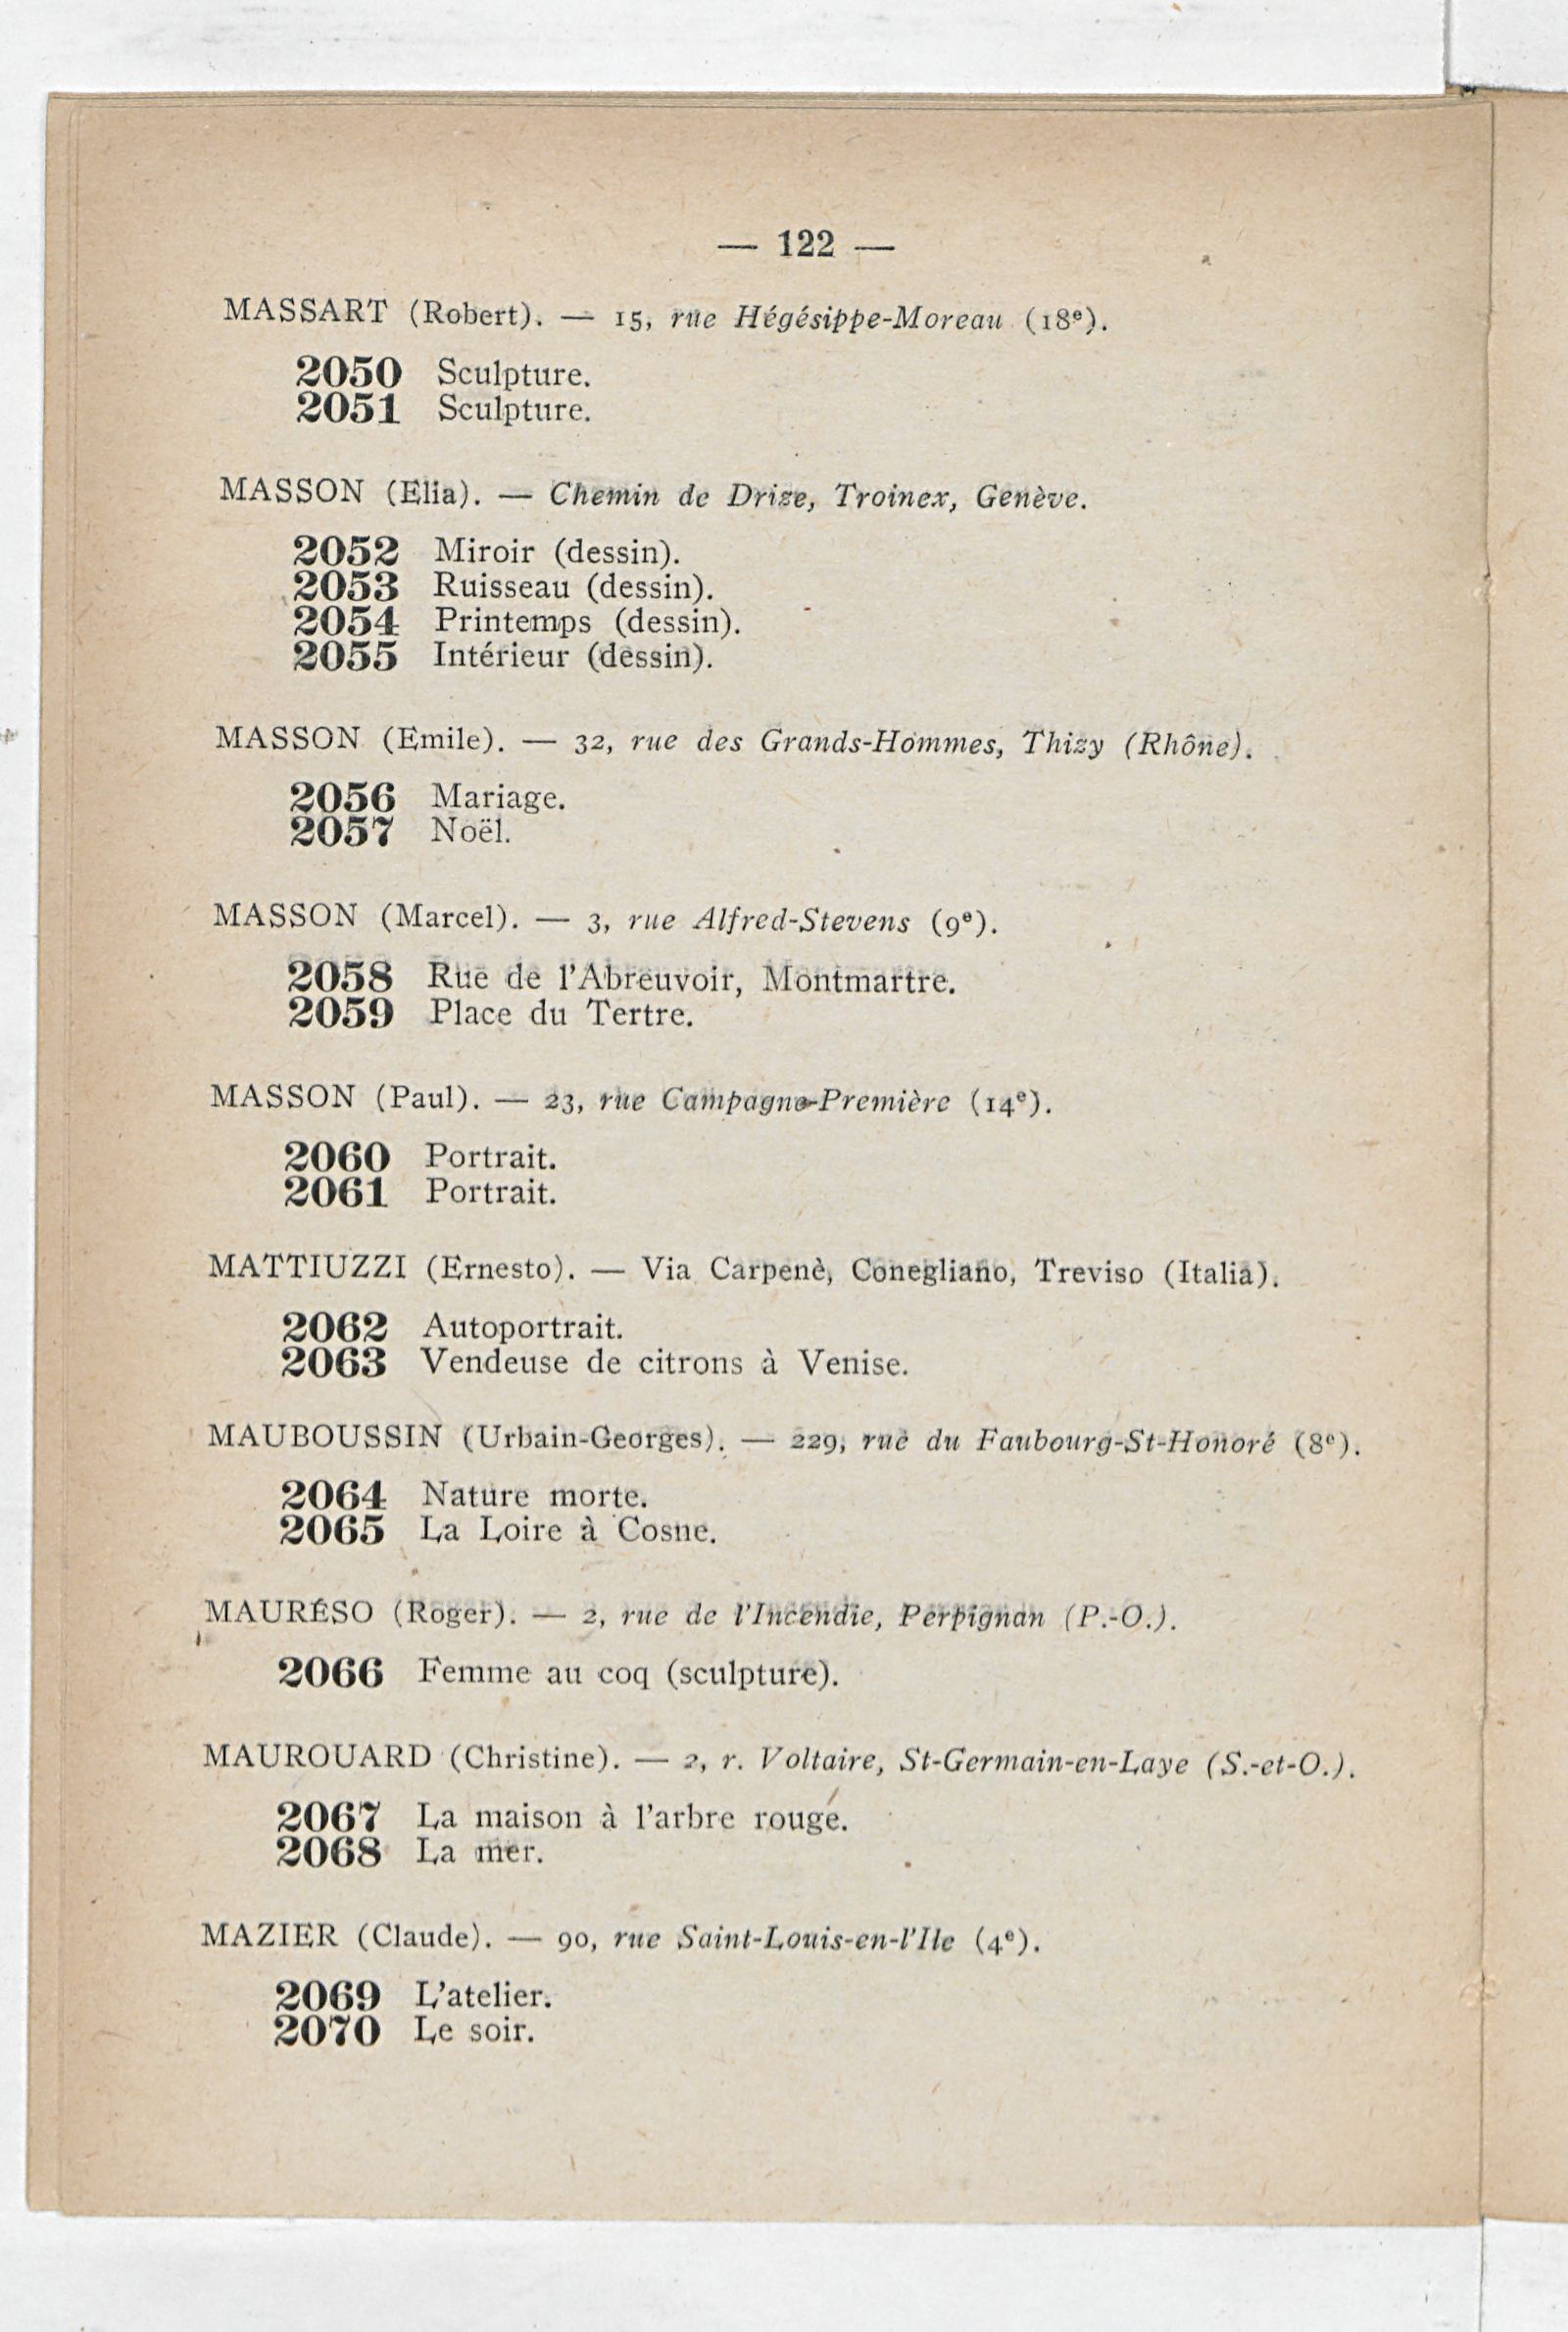 — 122 —
MASSART (Robert). — 15, rue Hégésippe-Moreau (18e).
2050 Sculpture.
2051 Sculpture.
MASSON (Elia). — Chemin de Drize, Troinex, Genève.
2052 Miroir (dessin).
2053 Ruisseau (dessin).
2054 Printemps (dessin).
2055 Intérieur (dessin).
MASSON (Emile). — 32, rue des Grands-Hommes, Thizy (Rhône).
2056 Mariage.
2057 Noël.
MASSON (Marcel). — 3, rue Alfred-Stevens (9e).
2058 Rue de l'Abreuvoir, Montmartre.
2059 Place du Tertre.
MASSON (Paul). — 23, rue Campagne-Première (14e).
2060 Portrait.
2061 Portrait.
MATTIUZZI (Ernesto). — Via Carpenè, Conegliano, Treviso (Italia).
2062 Autoportrait.
2063 Vendeuse de citrons à Venise.
MAUBOUSSIN (Urbain-Georges). — 229, rue du Faubourg-St-Honoré (8e).
2064 Nature morte.
2065 La Loire à Cosne.
MAURÉSO (Roger). — 2, rue de l'Incendie, Perpignan (P.-O.).
2066 Femme au coq (sculpture).
MAUROUARD (Christine). — 2, r. Voltaire, St-Germain-en-Laye (S.-et-O.).
2067 La maison à l'arbre rouge.
2068 La mer.
MAZIER (Claude). — 90, rue Saint-Louis-en-l'Ile (4e).
2069 L'atelier.
2070 Le soir.